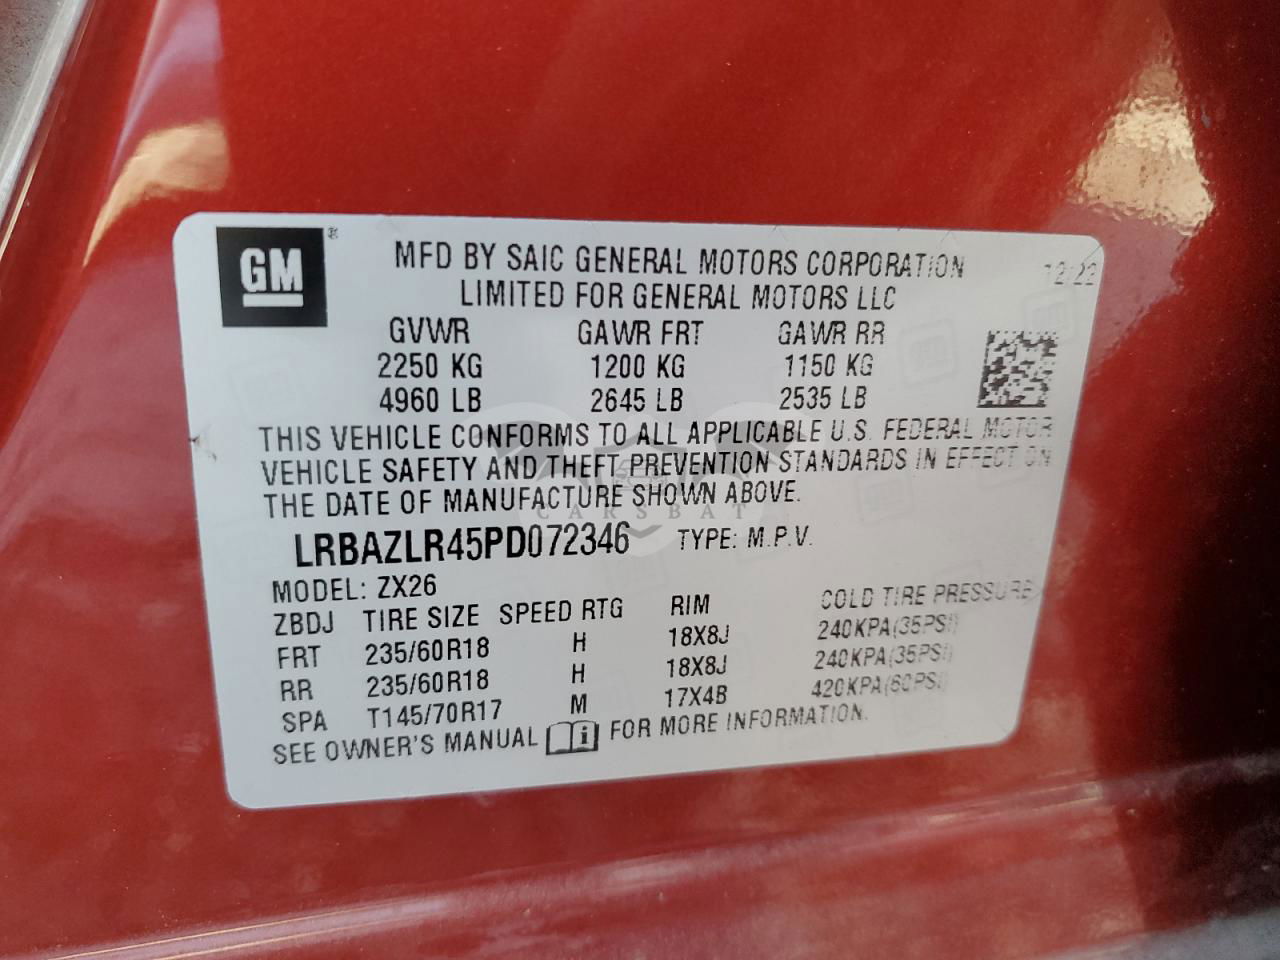 GM ® MFD BY SAIC GENERAL MOTORS CORPORATION 12/22
LIMITED FOR GENERAL MOTORS LLC
GVWR GAWR FRT GAWR RR
2250 KG 1200 KG 1150 KG
4960 LB 2645 LB 2535 LB
THIS VEHICLE CONFORMS TO ALL APPLICABLE U.S. FEDERAL MOTOR
VEHICLE SAFETY AND THEFT PREVENTION STANDARDS IN EFFECT ON
THE DATE OF MANUFACTURE SHOWN ABOVE.
CARSBAT
LRBAZLR45PD072346 TYPE: M.P.V.
MODEL: ZX26
ZBDJ TIRE SIZE SPEED RTG RIM COLD TIRE PRESSURE
FRT 235/60R18 H 18X8J 240KPA(35PSI)
RR 235/60R18 H 18X8J 240KPA(35PSI)
SPA T145/70R17 M 17X4B 420KPA(60PSI)
SEE OWNER'S MANUAL i FOR MORE INFORMATION.